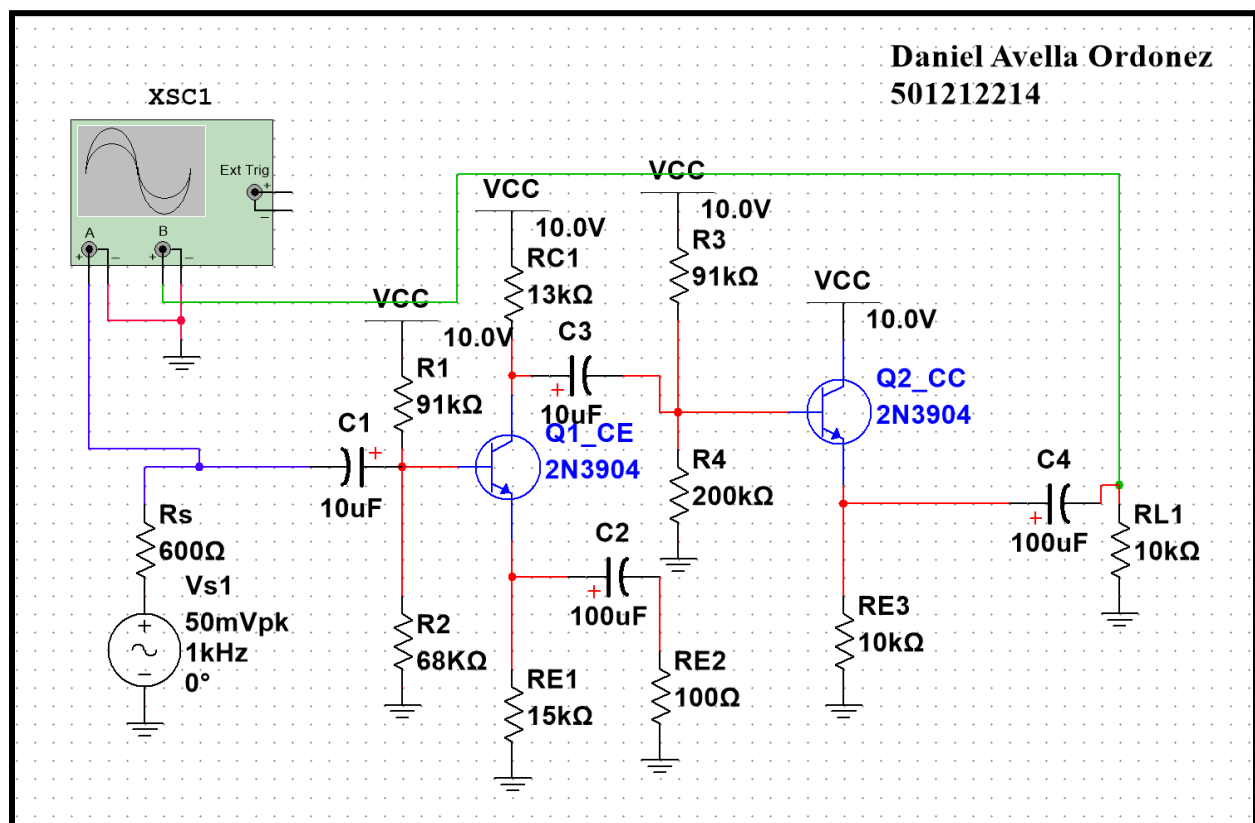 Daniel Avella Ordonez
501212214
XSC1
Ext Trig
+
−
A
B
+
−
+
−
VCC
10.0V
RC1
13kΩ
VCC
10.0V
R3
91kΩ
VCC
10.0V
R1
91kΩ
C3
+
10uF
VCC
10.0V
Q2_CC
2N3904
C1
+
10uF
Q1_CE
2N3904
R4
200kΩ
C4
+
100uF
RL1
10kΩ
Rs
600Ω
Vs1
+
−
50mVpk
1kHz
0°
R2
68KΩ
C2
+
100uF
RE1
15kΩ
RE2
100Ω
RE3
10kΩ